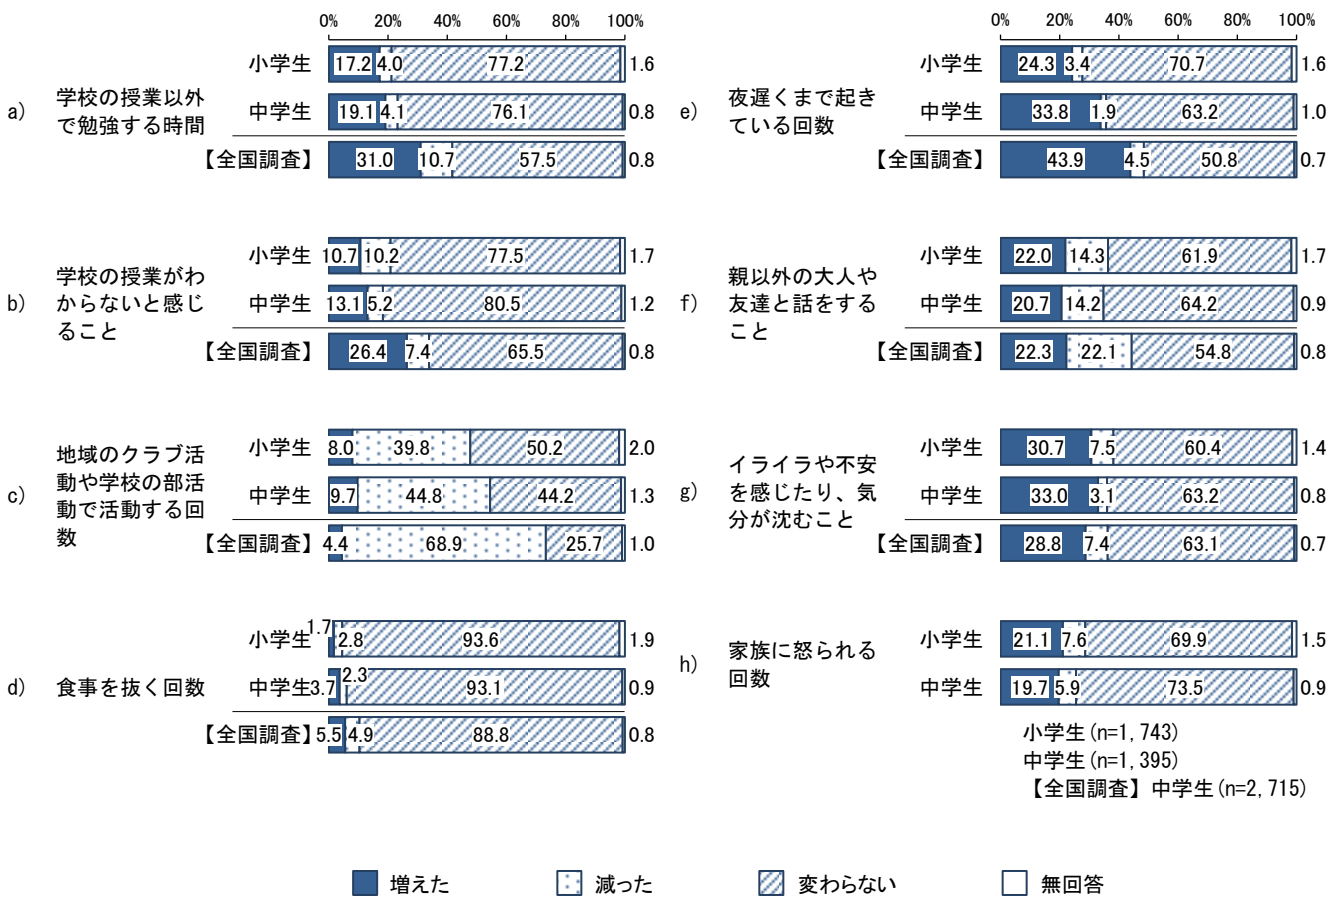 0% 20% 40% 60% 80% 100%
小学生 17.2 4.0 77.2 1.6
a) 学校の授業以外
で勉強する時間
中学生 19.1 4.1 76.1 0.8
【全国調査】 31.0 10.7 57.5 0.8
小学生 10.7 10.2 77.5 1.7
b) 学校の授業がわ
からないと感じ
ること
中学生 13.1 5.2 80.5 1.2
【全国調査】 26.4 7.4 65.5 0.8
小学生 8.0 39.8 50.2 2.0
c) 地域のクラブ活
動や学校の部活
動で活動する回
数
中学生 9.7 44.8 44.2 1.3
【全国調査】 4.4 68.9 25.7 1.0
小学生 1.7 2.8 93.6 1.9
d) 食事を抜く回数
中学生 3.7 2.3 93.1 0.9
【全国調査】 5.5 4.9 88.8 0.8
0% 20% 40% 60% 80% 100%
小学生 24.3 3.4 70.7 1.6
e) 夜遅くまで起き
ている回数
中学生 33.8 1.9 63.2 1.0
【全国調査】 43.9 4.5 50.8 0.7
小学生 22.0 14.3 61.9 1.7
f) 親以外の大人や
友達と話をする
こと
中学生 20.7 14.2 64.2 0.9
【全国調査】 22.3 22.1 54.8 0.8
小学生 30.7 7.5 60.4 1.4
g) イライラや不安
を感じたり、気
分が沈むこと
中学生 33.0 3.1 63.2 0.8
【全国調査】 28.8 7.4 63.1 0.7
小学生 21.1 7.6 69.9 1.5
h) 家族に怒られる
回数
中学生 19.7 5.9 73.5 0.9
小学生(n=1,743)
中学生(n=1,395)
【全国調査】中学生(n=2,715)
増えた 減った 変わらない 無回答